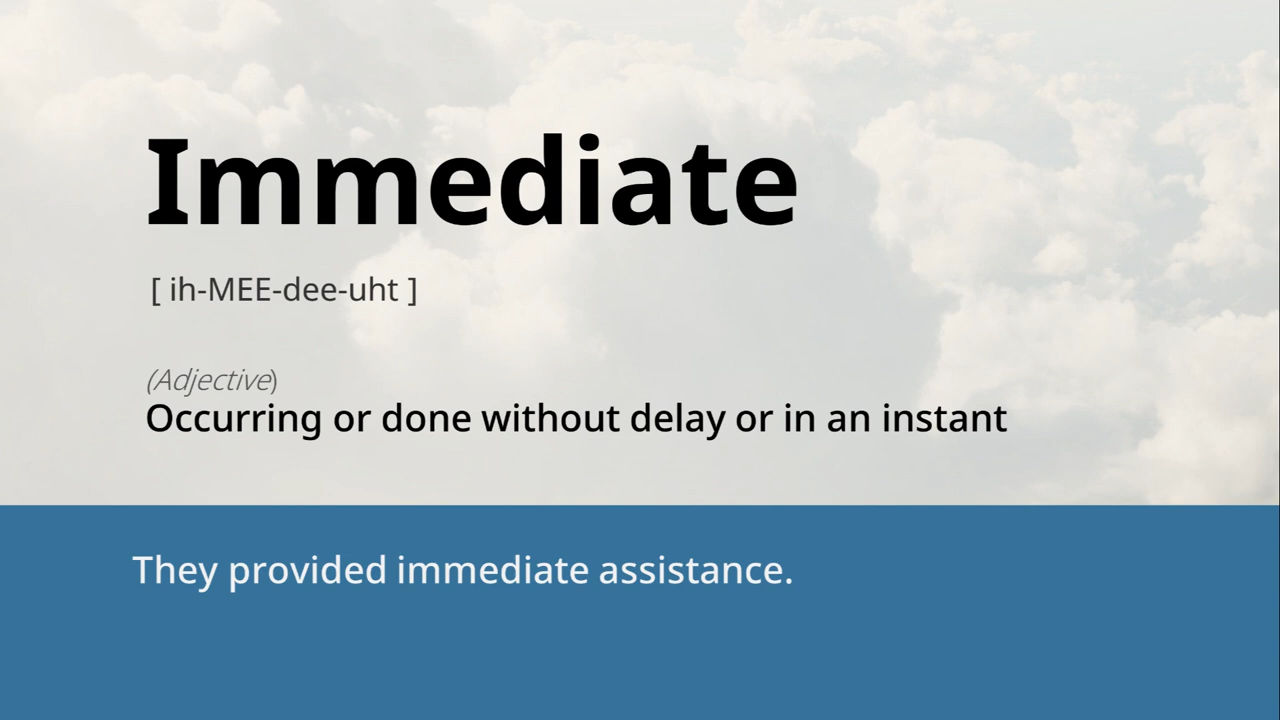 Immediate
[ ih-MEE-dee-uht ]
(Adjective)
Occurring or done without delay or in an instant
They provided immediate assistance.